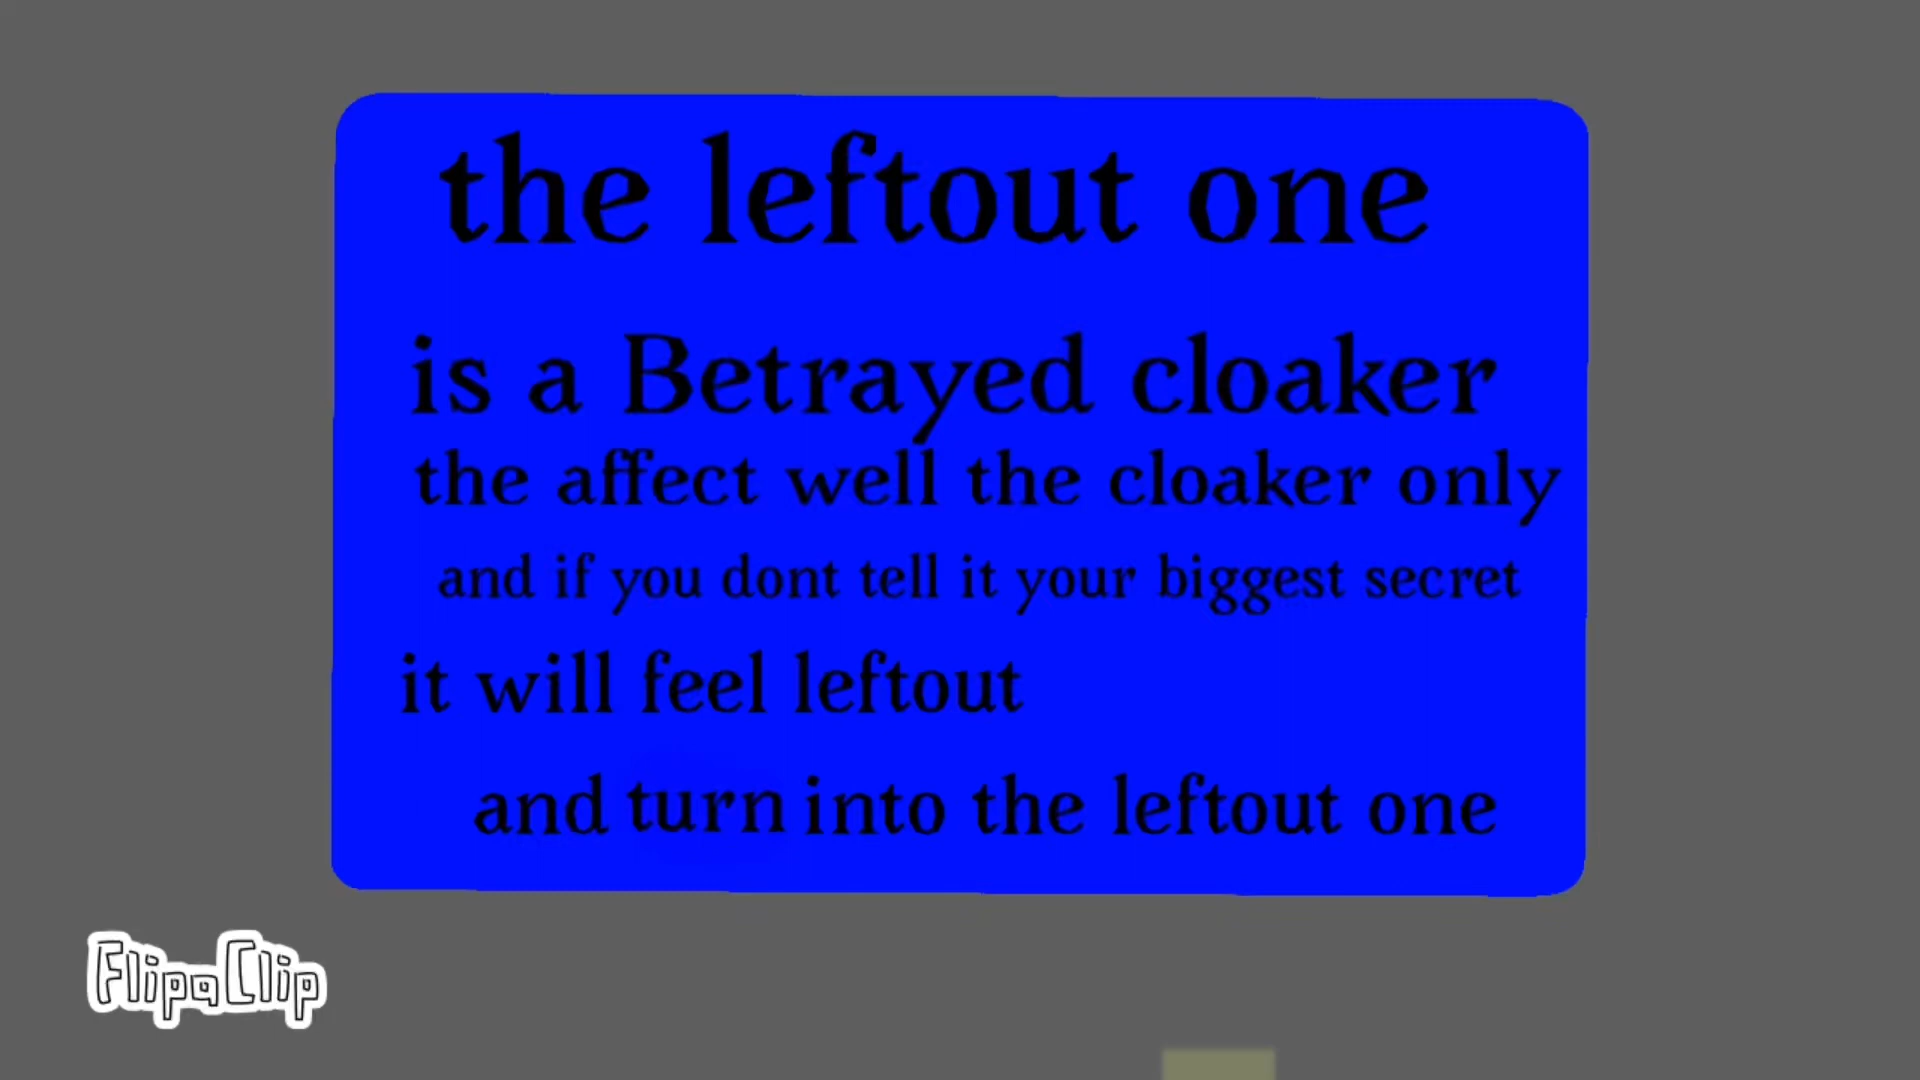 the leftout one
is a Betrayed cloaker
the affect well the cloaker only
and if you dont tell it your biggest secret
it will feel leftout
and turn into the leftout one
FlipaClip